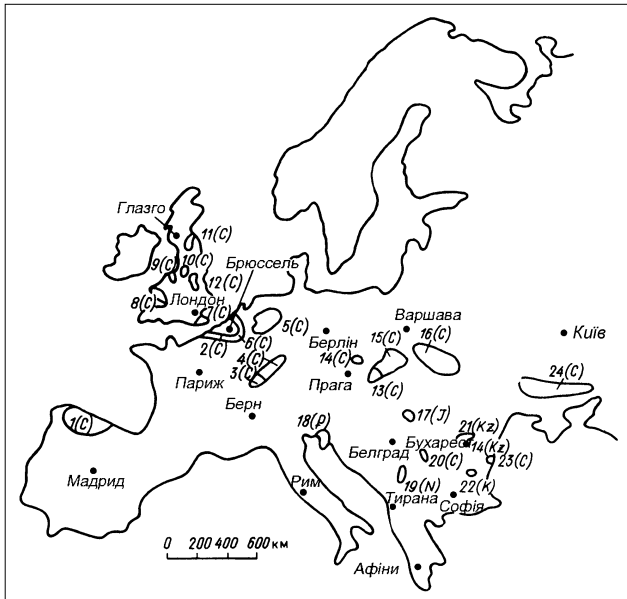 Глазго
11(C)
9(C)
10(C)
Брюссель
12(C)
8(C)
Лондон
7(C)
5(C)
Варшава
2(C)
6(C)
Берлін
15(C)
16(C)
Київ
4(C)
14(C)
3(C)
Париж
Прага
13(C)
24(C)
Берн
1(C)
17(J)
18(P)
21(Kz)
Бухарест
14(Kz)
Белград
20(C)
23(C)
Мадрид
Рим
19(N)
22(K)
Тирана
Софія
0 200 400 600 км
Афіни